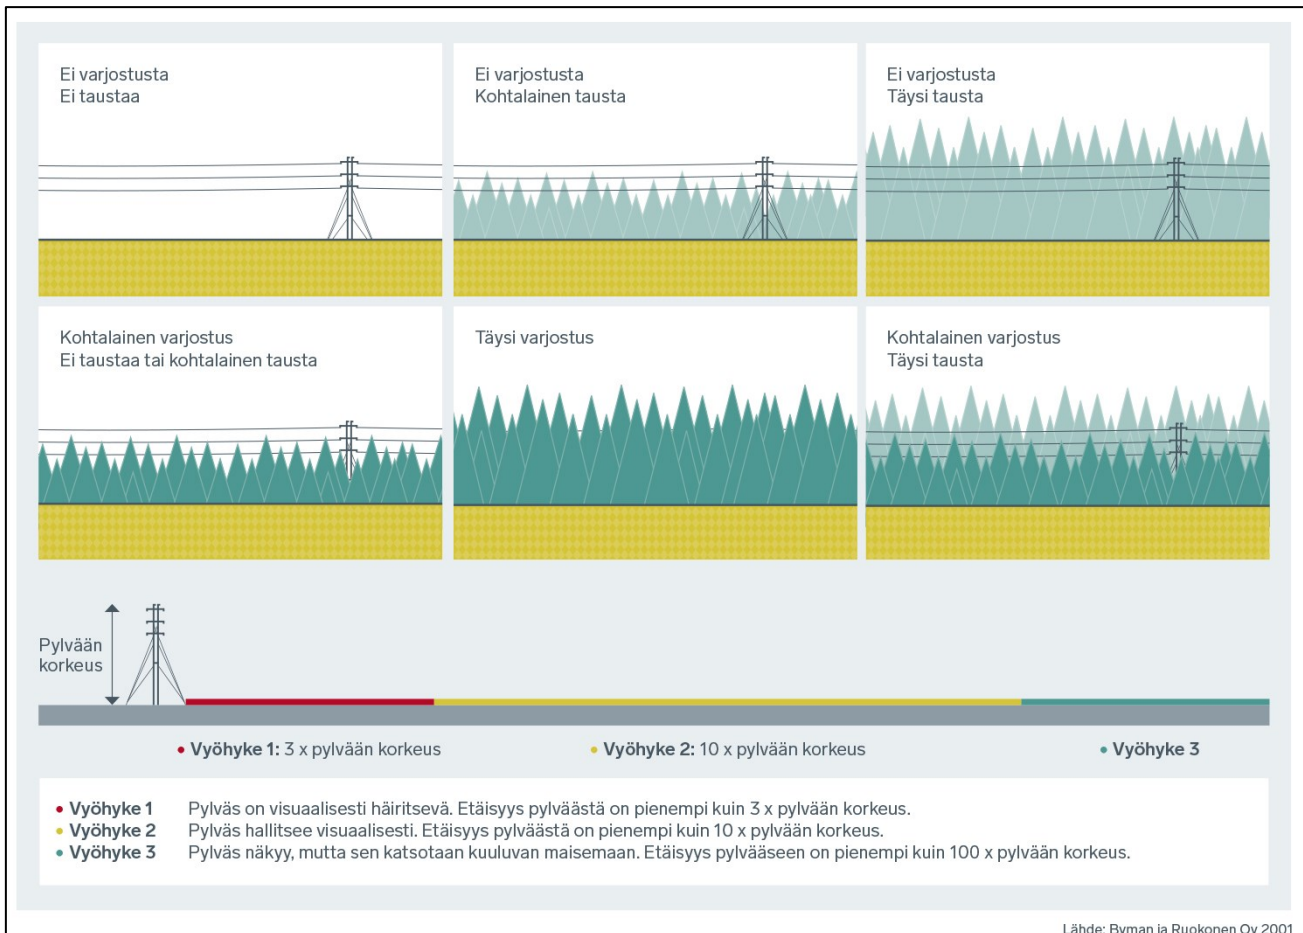 Ei varjostusta
Ei taustaa
Ei varjostusta
Kohtalainen tausta
Ei varjostusta
Täysi tausta
Kohtalainen varjostus
Ei taustaa tai kohtalainen tausta
Täysi varjostus
Kohtalainen varjostus
Täysi tausta
Pylvään
korkeus
• Vyöhyke 1: 3 x pylvään korkeus
• Vyöhyke 2: 10 x pylvään korkeus
• Vyöhyke 3
• Vyöhyke 1 Pylväs on visuaalisesti häiritsevä. Etäisyys pylväästä on pienempi kuin 3 x pylvään korkeus.
• Vyöhyke 2 Pylväs hallitsee visuaalisesti. Etäisyys pylväästä on pienempi kuin 10 x pylvään korkeus.
• Vyöhyke 3 Pylväs näkyy, mutta sen katsotaan kuuluvan maisemaan. Etäisyys pylvääseen on pienempi kuin 100 x pylvään korkeus.
Lähde: Byman ja Ruokonen Oy 2001